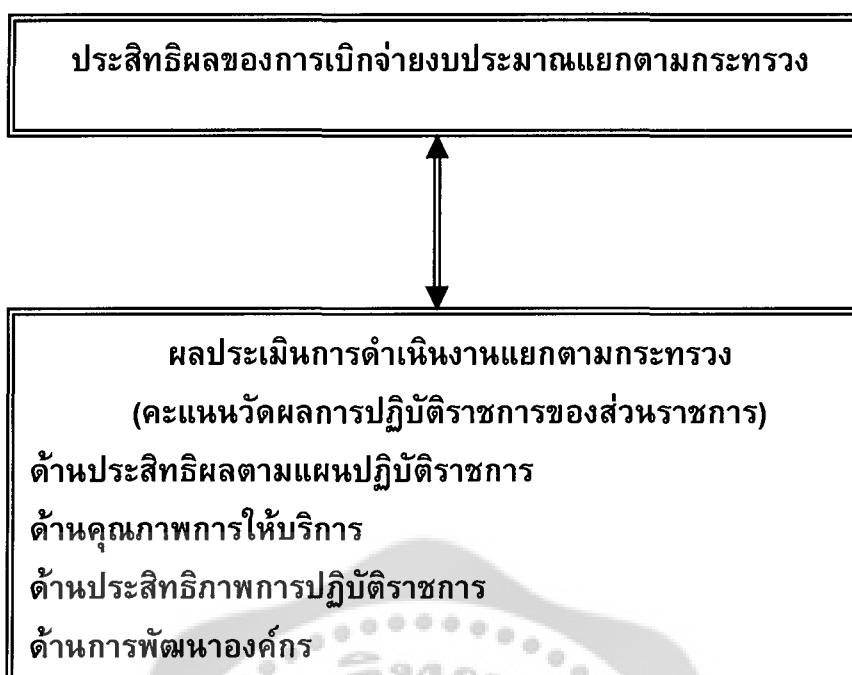 ประสิทธิผลของการเบิกจ่ายงบประมาณแยกตามกระทรวง
ผลประเมินการดำเนินงานแยกตามกระทรวง
(คะแนนวัดผลการปฏิบัติราชการของส่วนราชการ)
ด้านประสิทธิผลตามแผนปฏิบัติราชการ
ด้านคุณภาพการให้บริการ
ด้านประสิทธิภาพการปฏิบัติราชการ
ด้านการพัฒนาองค์กร